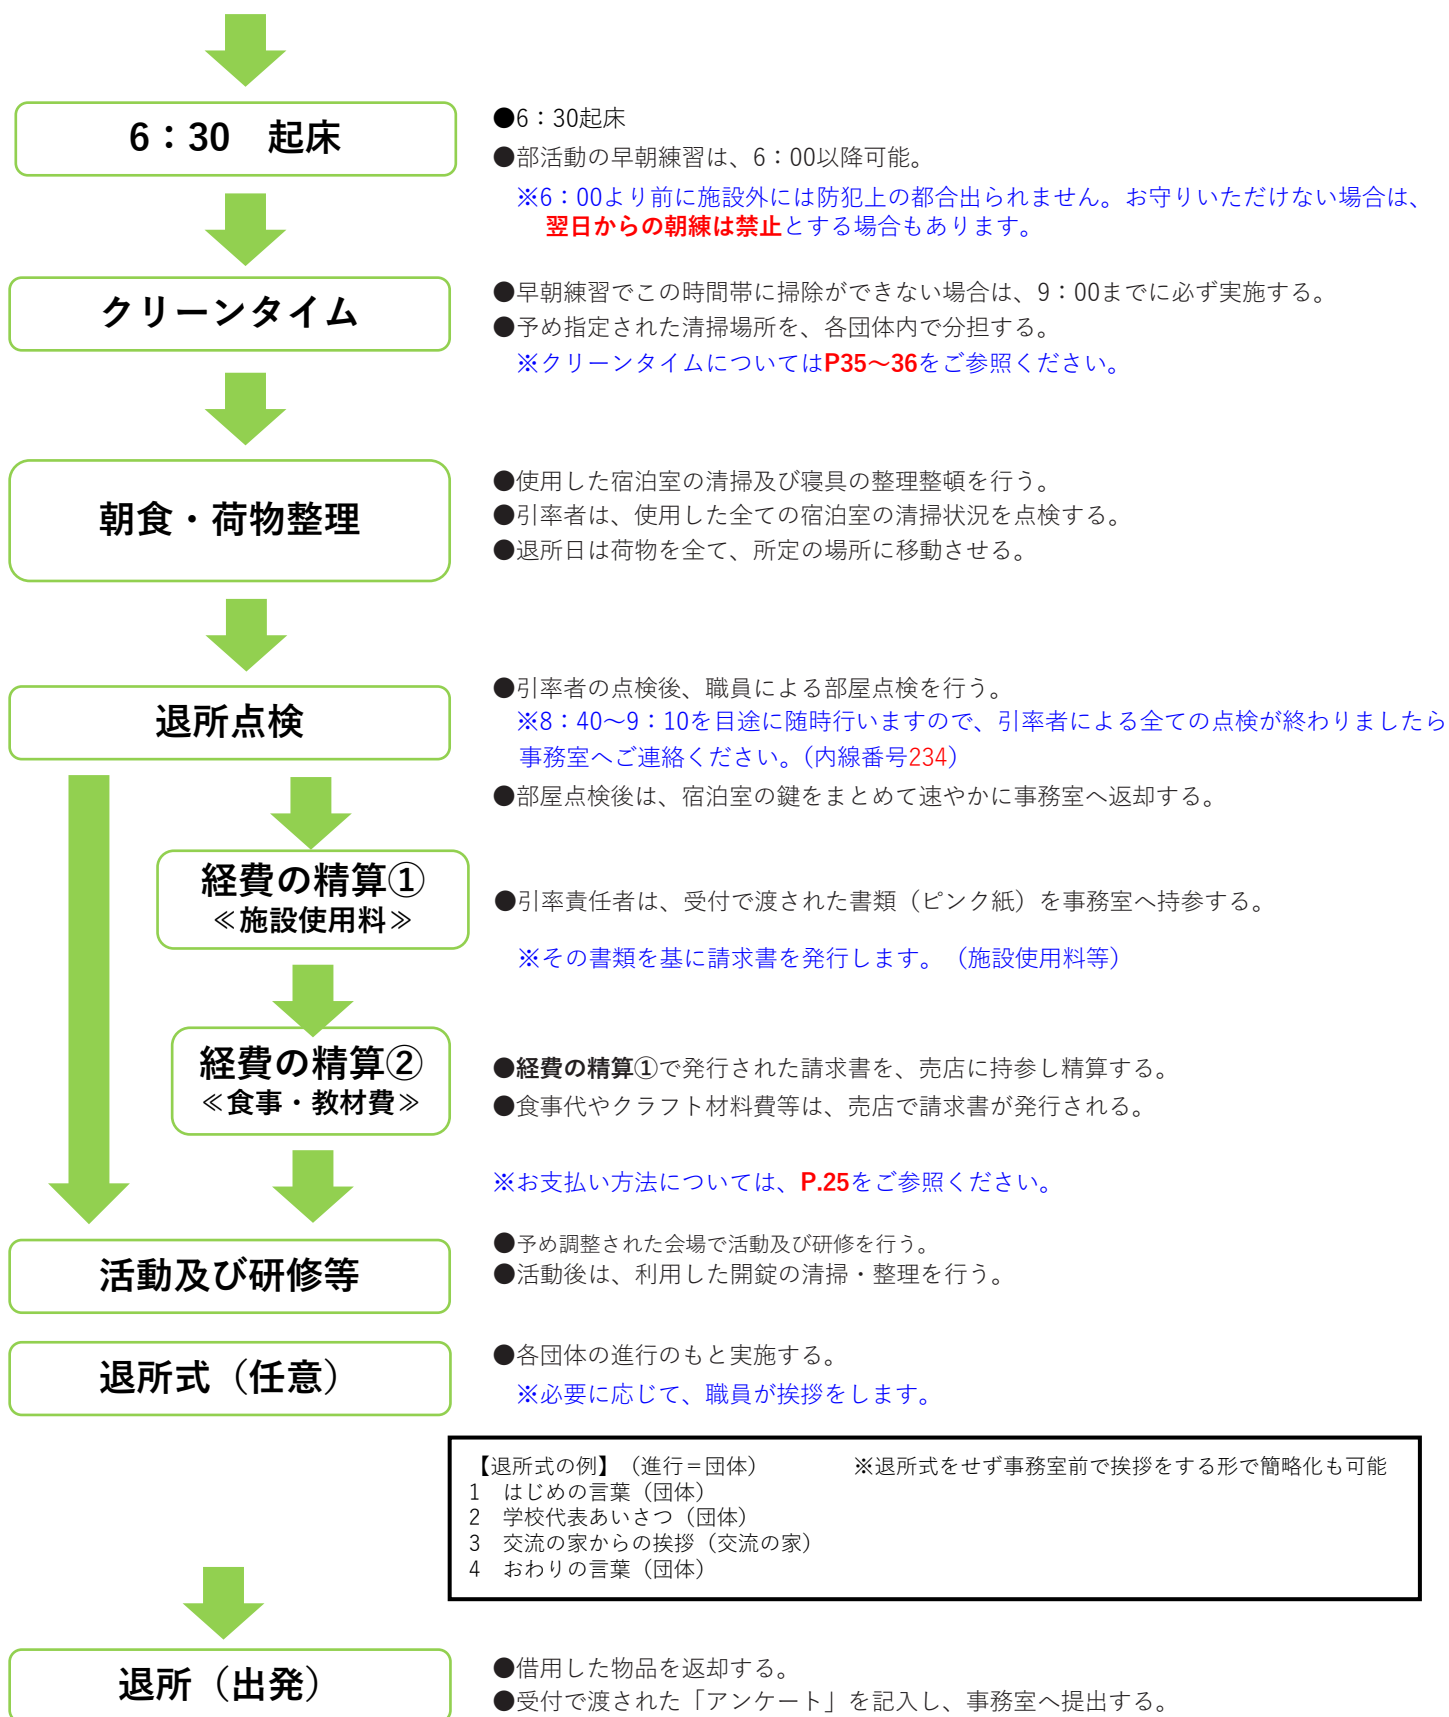 6：30　起床
●6：30起床
●部活動の早朝練習は、6：00以降可能。
※6：00より前に施設外には防犯上の都合出られません。お守りいただけない場合は、
翌日からの朝練は禁止とする場合もあります。
クリーンタイム
●早朝練習でこの時間帯に掃除ができない場合は、9：00までに必ず実施する。
●予め指定された清掃場所を、各団体内で分担する。
※クリーンタイムについてはP35～36をご参照ください。
朝食・荷物整理
●使用した宿泊室の清掃及び寝具の整理整頓を行う。
●引率者は、使用した全ての宿泊室の清掃状況を点検する。
●退所日は荷物を全て、所定の場所に移動させる。
退所点検
●引率者の点検後、職員による部屋点検を行う。
※8：40～9：10を目途に随時行いますので、引率者による全ての点検が終わりましたら
事務室へご連絡ください。（内線番号234）
●部屋点検後は、宿泊室の鍵をまとめて速やかに事務室へ返却する。
経費の精算①
≪施設使用料≫
●引率責任者は、受付で渡された書類（ピンク紙）を事務室へ持参する。
※その書類を基に請求書を発行します。（施設使用料等）
経費の精算②
≪食事・教材費≫
●経費の精算①で発行された請求書を、売店に持参し精算する。
●食事代やクラフト材料費等は、売店で請求書が発行される。
※お支払い方法については、P.25をご参照ください。
活動及び研修等
●予め調整された会場で活動及び研修を行う。
●活動後は、利用した開錠の清掃・整理を行う。
退所式（任意）
●各団体の進行のもと実施する。
※必要に応じて、職員が挨拶をします。
【退所式の例】（進行＝団体）　　　　※退所式をせず事務室前で挨拶をする形で簡略化も可能
1　はじめの言葉（団体）
2　学校代表あいさつ（団体）
3　交流の家からの挨拶（交流の家）
4　おわりの言葉（団体）
退所（出発）
●借用した物品を返却する。
●受付で渡された「アンケート」を記入し、事務室へ提出する。